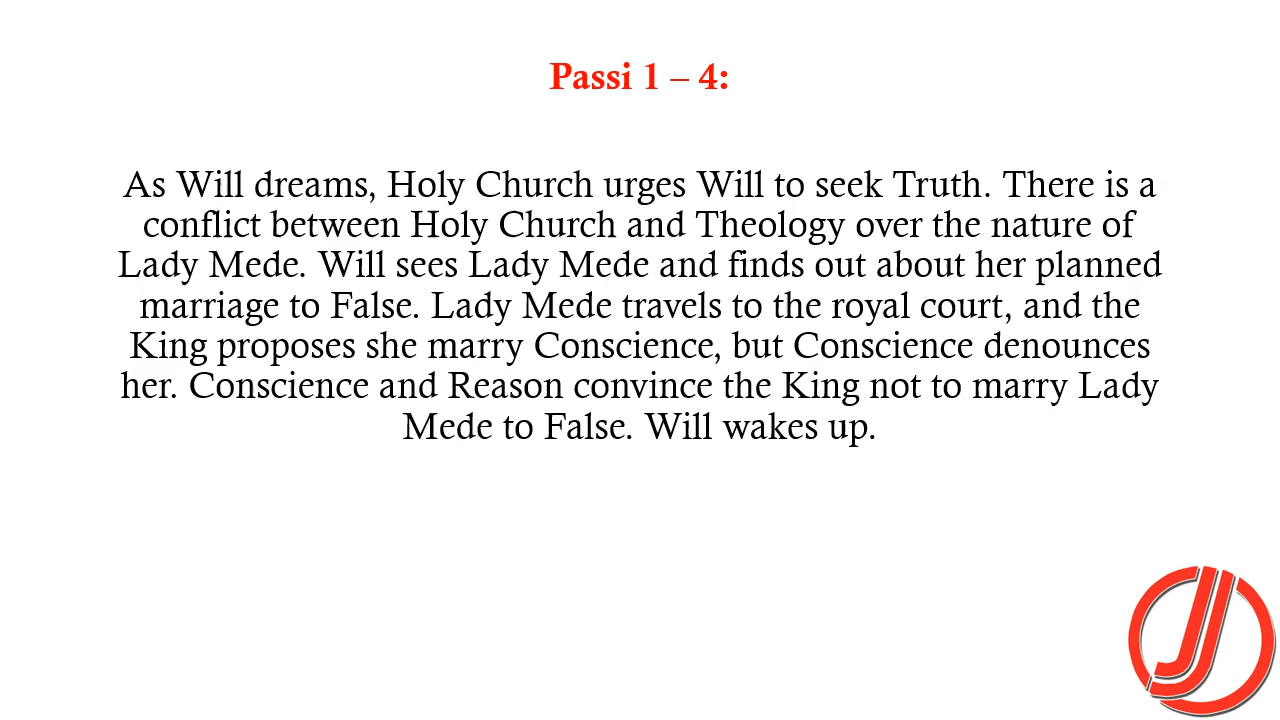 Passi 1 – 4:
As Will dreams, Holy Church urges Will to seek Truth. There is a
conflict between Holy Church and Theology over the nature of
Lady Mede. Will sees Lady Mede and finds out about her planned
marriage to False. Lady Mede travels to the royal court, and the
King proposes she marry Conscience, but Conscience denounces
her. Conscience and Reason convince the King not to marry Lady
Mede to False. Will wakes up.